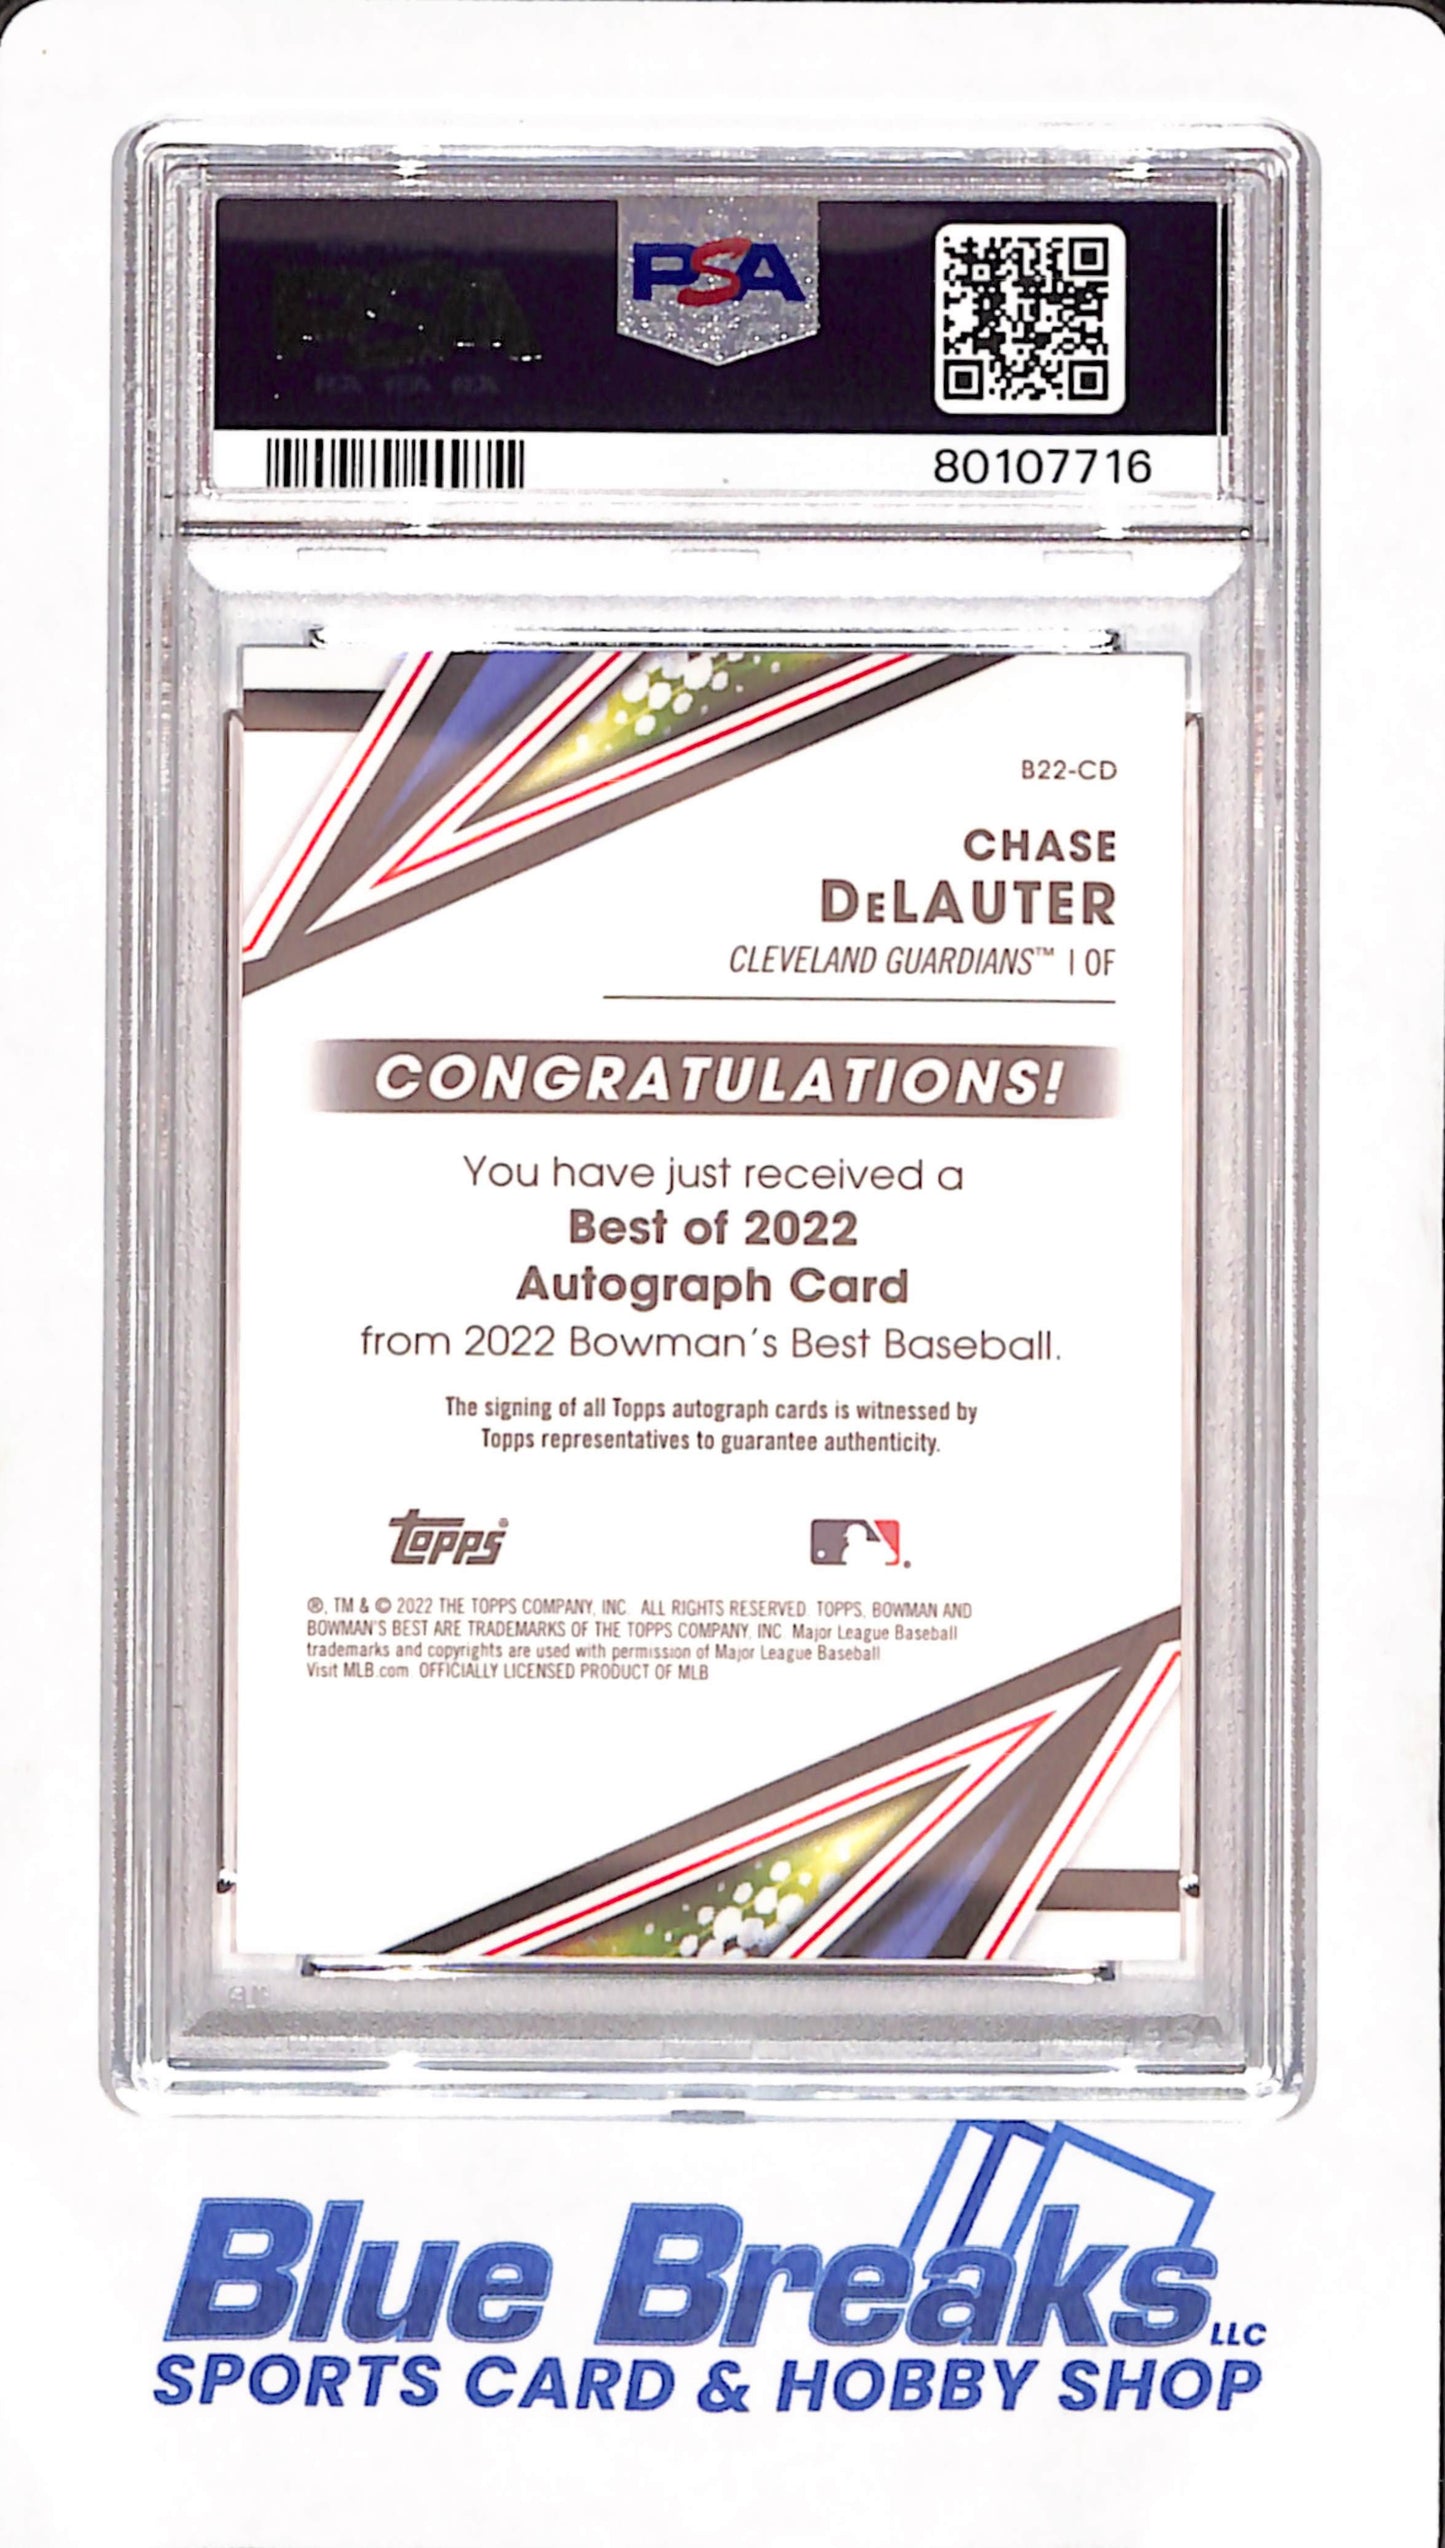 PSA
80107716
B22-CD
CHASE
DeLAUTER
CLEVELAND GUARDIANS™ | OF
CONGRATULATIONS!
You have just received a
Best of 2022
Autograph Card
from 2022 Bowman's Best Baseball.
The signing of all Topps autograph cards is witnessed by
Topps representatives to guarantee authenticity.
Topps®
®, TM & © 2022 THE TOPPS COMPANY, INC. ALL RIGHTS RESERVED. TOPPS, BOWMAN AND
BOWMAN'S BEST ARE TRADEMARKS OF THE TOPPS COMPANY, INC. Major League Baseball
trademarks and copyrights are used with permission of Major League Baseball
Visit MLB.com. OFFICIALLY LICENSED PRODUCT OF MLB
Blue Breaks LLC
SPORTS CARD & HOBBY SHOP